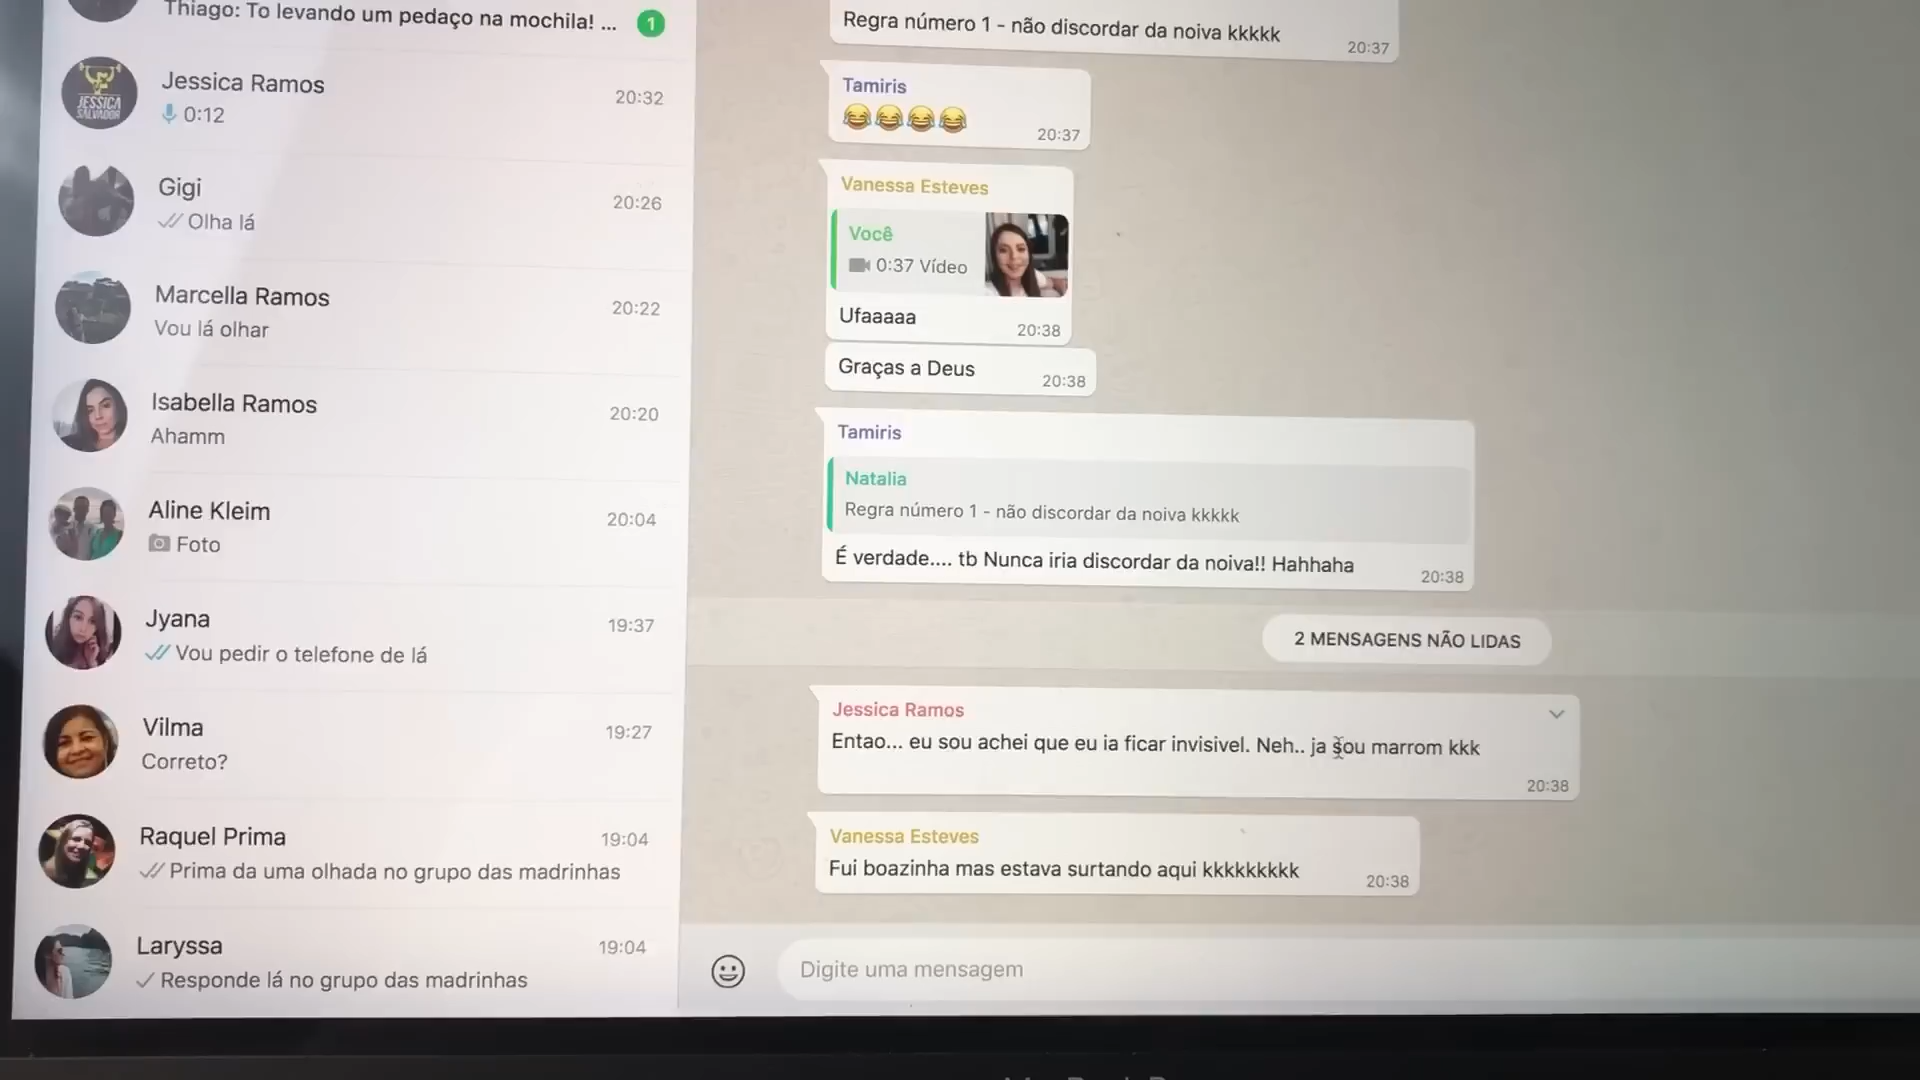 Thiago: To levando um pedaço na mochila! ...
1
Jessica Ramos
20:32
0:12
JESSICA
SALVADOR
Gigi
20:26
Olha lá
Marcella Ramos
20:22
Vou lá olhar
Isabella Ramos
20:20
Ahamm
Aline Kleim
20:04
Foto
Jyana
19:37
Vou pedir o telefone de lá
Vilma
19:27
Correto?
Raquel Prima
19:04
Prima da uma olhada no grupo das madrinhas
Laryssa
19:04
Responde lá no grupo das madrinhas
Regra número 1 - não discordar da noiva kkkkk
20:37
Tamiris
😂😂😂😂
20:37
Vanessa Esteves
Você
0:37 Vídeo
Ufaaaaa
20:38
Graças a Deus
20:38
Tamiris
Natalia
Regra número 1 - não discordar da noiva kkkkk
É verdade.... tb Nunca iria discordar da noiva!! Hahhaha
20:38
2 MENSAGENS NÃO LIDAS
Jessica Ramos
Entao... eu sou achei que eu ia ficar invisivel. Neh.. ja sou marrom kkk
20:38
Vanessa Esteves
Fui boazinha mas estava surtando aqui kkkkkkkkk
20:38
Digite uma mensagem